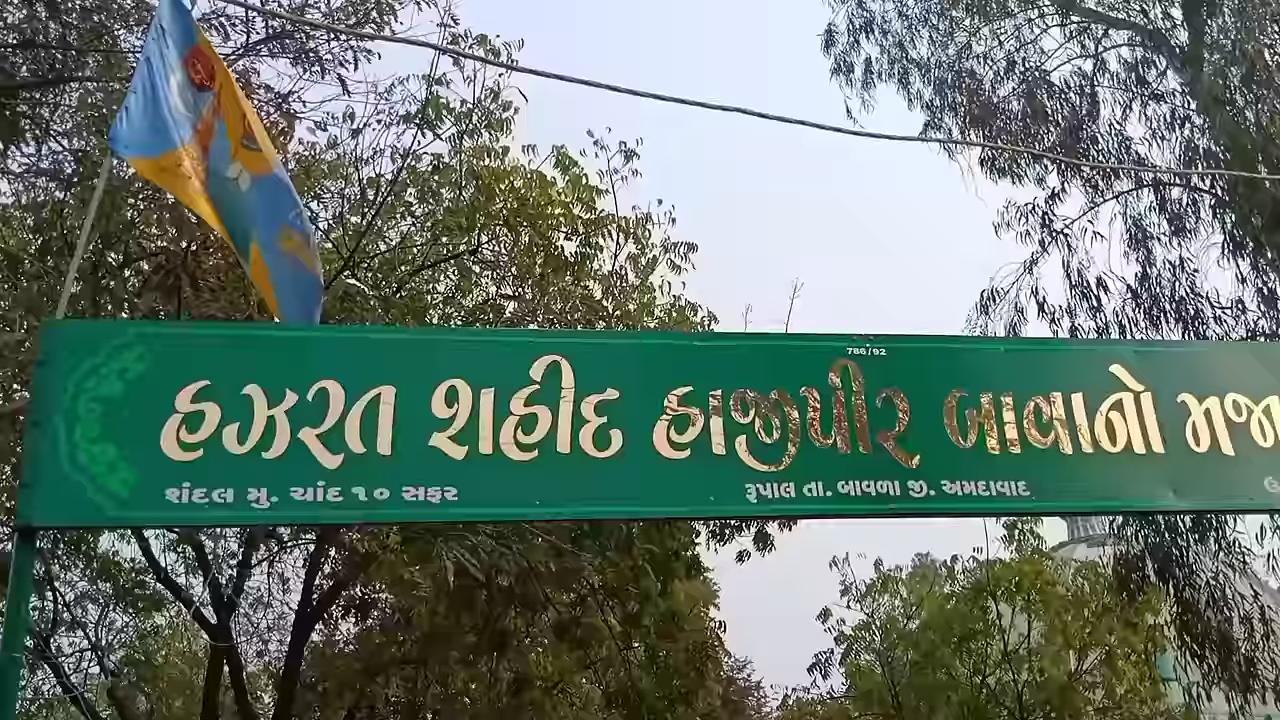 786/92
હઝરત શહીદ હાજીપીર બાવાનો મજા
શંદલ મુ. ચાંદ ૧૦ સફર
રૂપાલ તા. બાવળા જી. અમદાવાદ